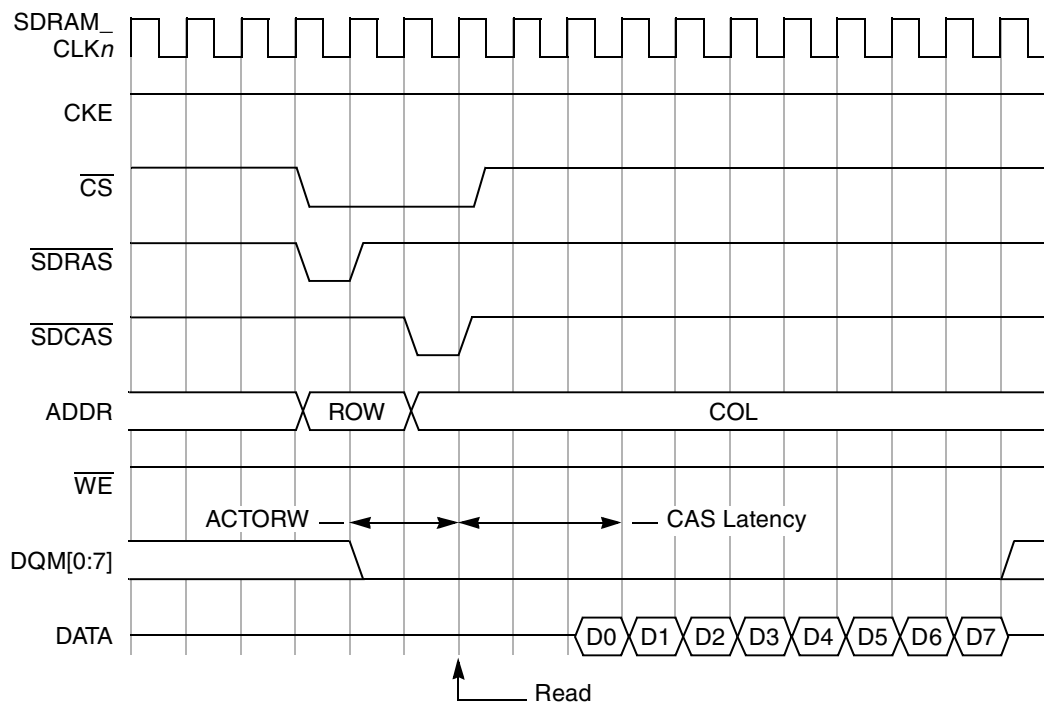 SDRAM_
CLKn
CKE
CS
SDRAS
SDCAS
ADDR ROW COL
WE
ACTORW CAS Latency
DQM[0:7]
DATA D0 D1 D2 D3 D4 D5 D6 D7
Read